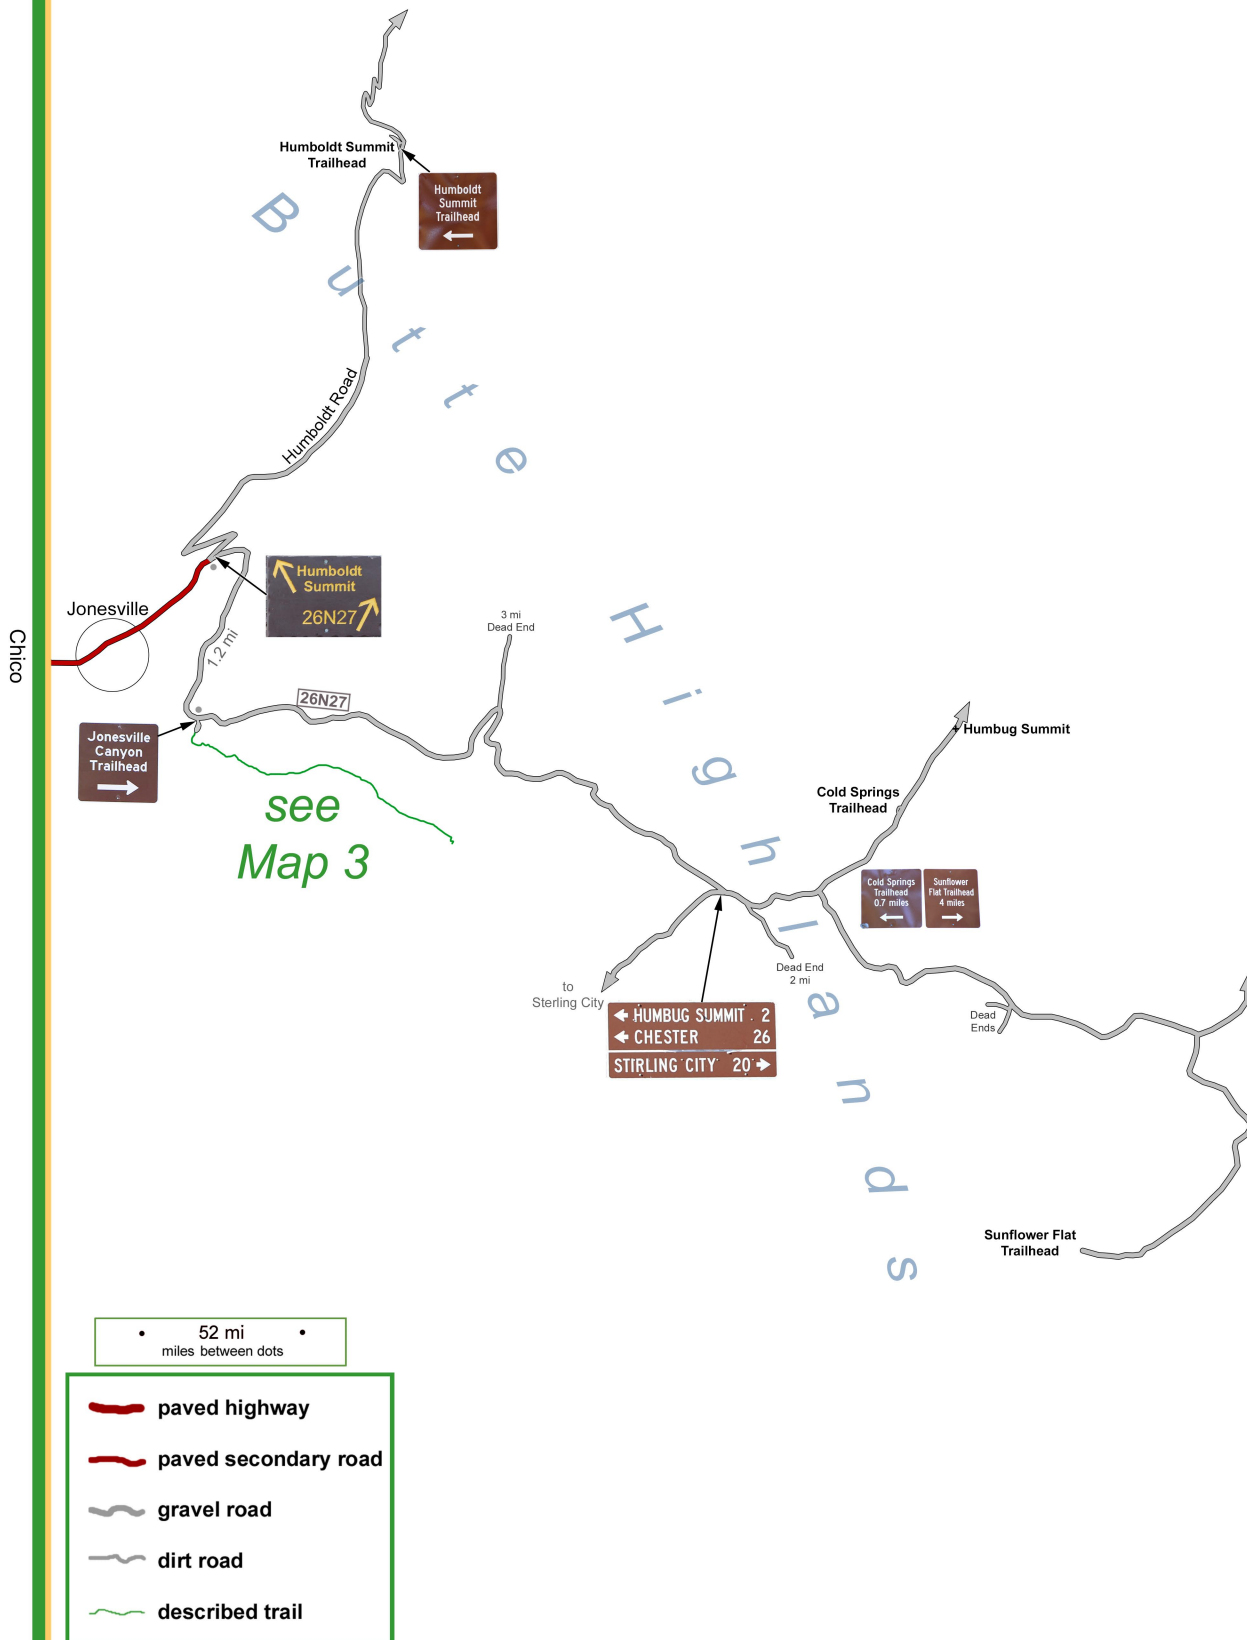 Humboldt Summit
Trailhead
Humboldt
Summit
Trailhead
Butte Highlands
Humboldt Road
Humboldt
Summit
26N27
Jonesville
Chico
1.2 mi
3 mi
Dead End
26N27
Jonesville
Canyon
Trailhead
see
Map 3
+ Humbug Summit
Cold Springs
Trailhead
Cold Springs
Trailhead
0.7 miles
Sunflower
Flat Trailhead
4 miles
Dead End
2 mi
to
Sterling City
HUMBUG SUMMIT 2
CHESTER 26
STIRLING CITY 20
Dead
Ends
Sunflower Flat
Trailhead
52 mi
miles between dots
paved highway
paved secondary road
gravel road
dirt road
described trail